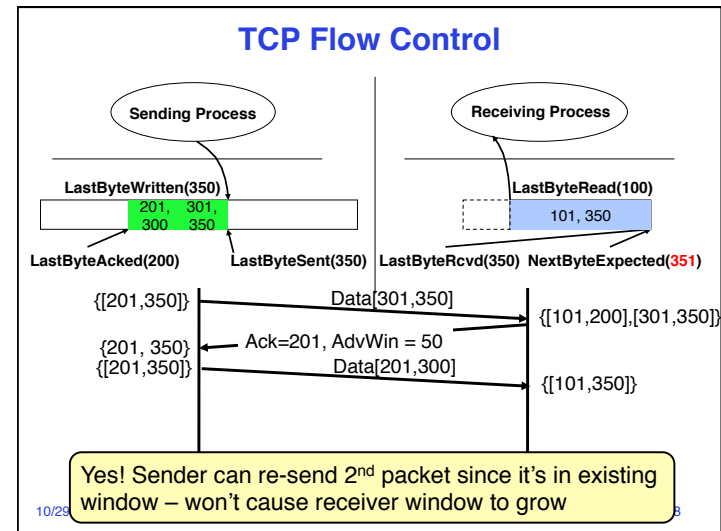 TCP Flow Control
Sending Process
Receiving Process
LastByteWritten(350)
LastByteRead(100)
201, 301,
300 350
101, 350
LastByteAcked(200)
LastByteSent(350)
LastByteRcvd(350)
NextByteExpected(351)
{[201,350]}
Data[301,350]
{[101,200],[301,350]}
Ack=201, AdvWin = 50
{201, 350}
{[201,350]}
Data[201,300]
{[101,350]}
Yes! Sender can re-send 2nd packet since it's in existing
window – won't cause receiver window to grow
10/29
8